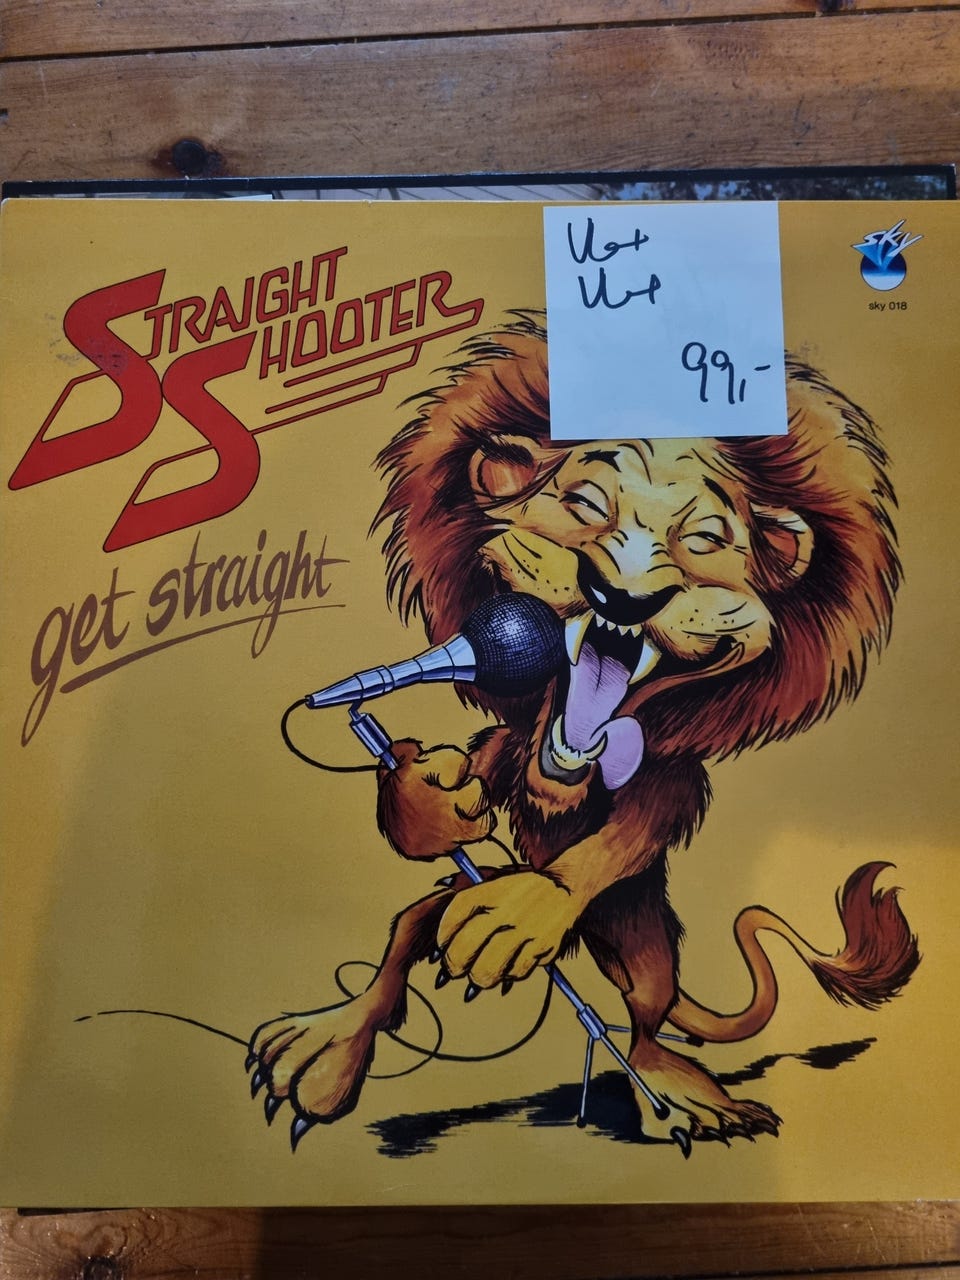 STRAIGHT
SHOOTER
get straight
99,-
SKY
sky 018